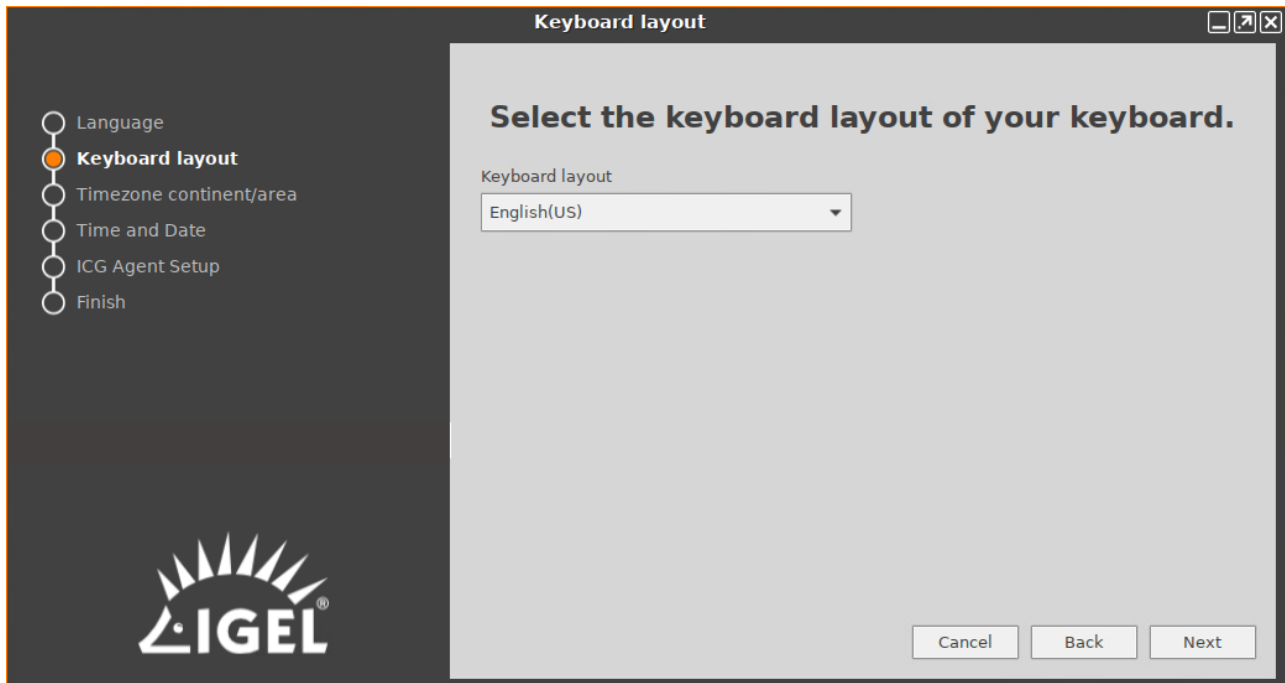 Keyboard layout
Language
Keyboard layout
Timezone continent/area
Time and Date
ICG Agent Setup
Finish
Select the keyboard layout of your keyboard.
Keyboard layout
English(US)
IGEL®
Cancel Back Next